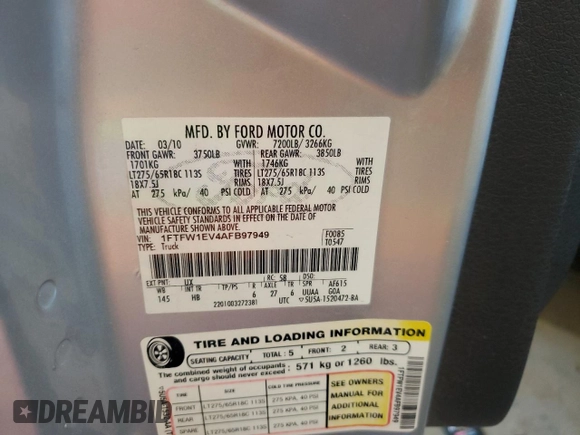 MFD. BY FORD MOTOR CO.
DATE: 03/10 GVWR: 7200LB/ 3266KG
FRONT GAWR: 3750LB REAR GAWR: 3850LB
1701KG WITH 1746KG WITH
LT275/65R18C 113S TIRES LT275/65R18C 113S TIRES
18X7.5J RIMS 18X7.5J RIMS
AT 275 kPa/ 40 PSI COLD AT 275 kPa/ 40 PSI COLD
THIS VEHICLE CONFORMS TO ALL APPLICABLE FEDERAL MOTOR
VEHICLE SAFETY STANDARDS IN EFFECT ON THE DATE OF
MANUFACTURE SHOWN ABOVE.
VIN: 1FTFW1EV4AFB97949 F0085
TYPE: Truck T0547
EXT PNT: UX RC: 58 DSO:
WB INT TR TP/PS R AXLE TR S AF615
145 HB 6 27 6 UUAA GOA
2201003272381 UTC 5U5A-1520472-BA
TIRE AND LOADING INFORMATION
SEATING CAPACITY TOTAL: 5 FRONT: 2 REAR: 3
The combined weight of occupants and cargo should never exceed: 571 kg or 1260 lbs.
TIRE SIZE COLD TIRE PRESSURE
FRONT LT275/65R18C 113S 275 KPA, 40 PSI
REAR LT275/65R18C 113S 275 KPA, 40 PSI
SPARE LT275/65R18C 113S 275 KPA, 40 PSI
SEE OWNERS
MANUAL FOR
ADDITIONAL
INFORMATION
DREAMBI